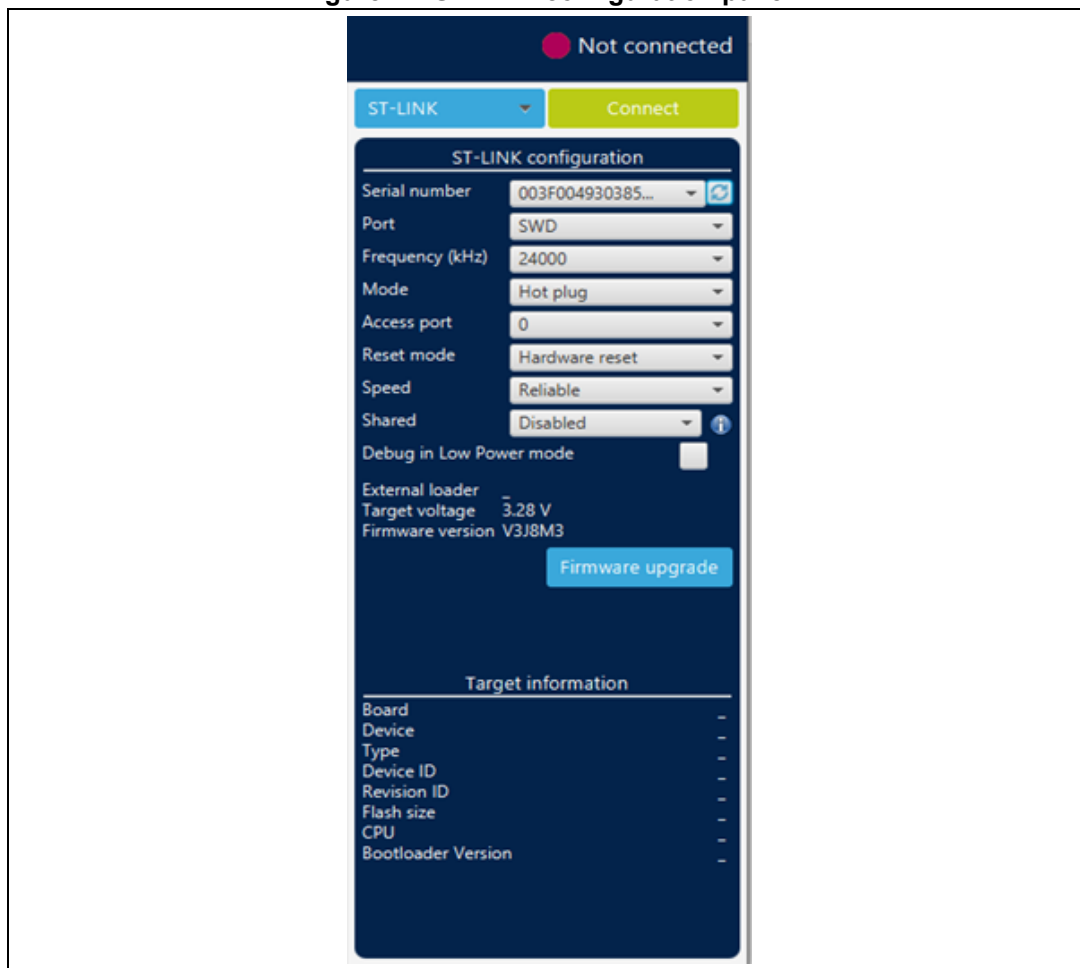 Not connected
ST-LINK Connect
ST-LINK configuration
Serial number 003F004930385...
Port SWD
Frequency (kHz) 24000
Mode Hot plug
Access port 0
Reset mode Hardware reset
Speed Reliable
Shared Disabled
Debug in Low Power mode
External loader _
Target voltage 3.28 V
Firmware version V3J8M3
Firmware upgrade
Target information
Board _
Device _
Type _
Device ID _
Revision ID _
Flash size _
CPU _
Bootloader Version _